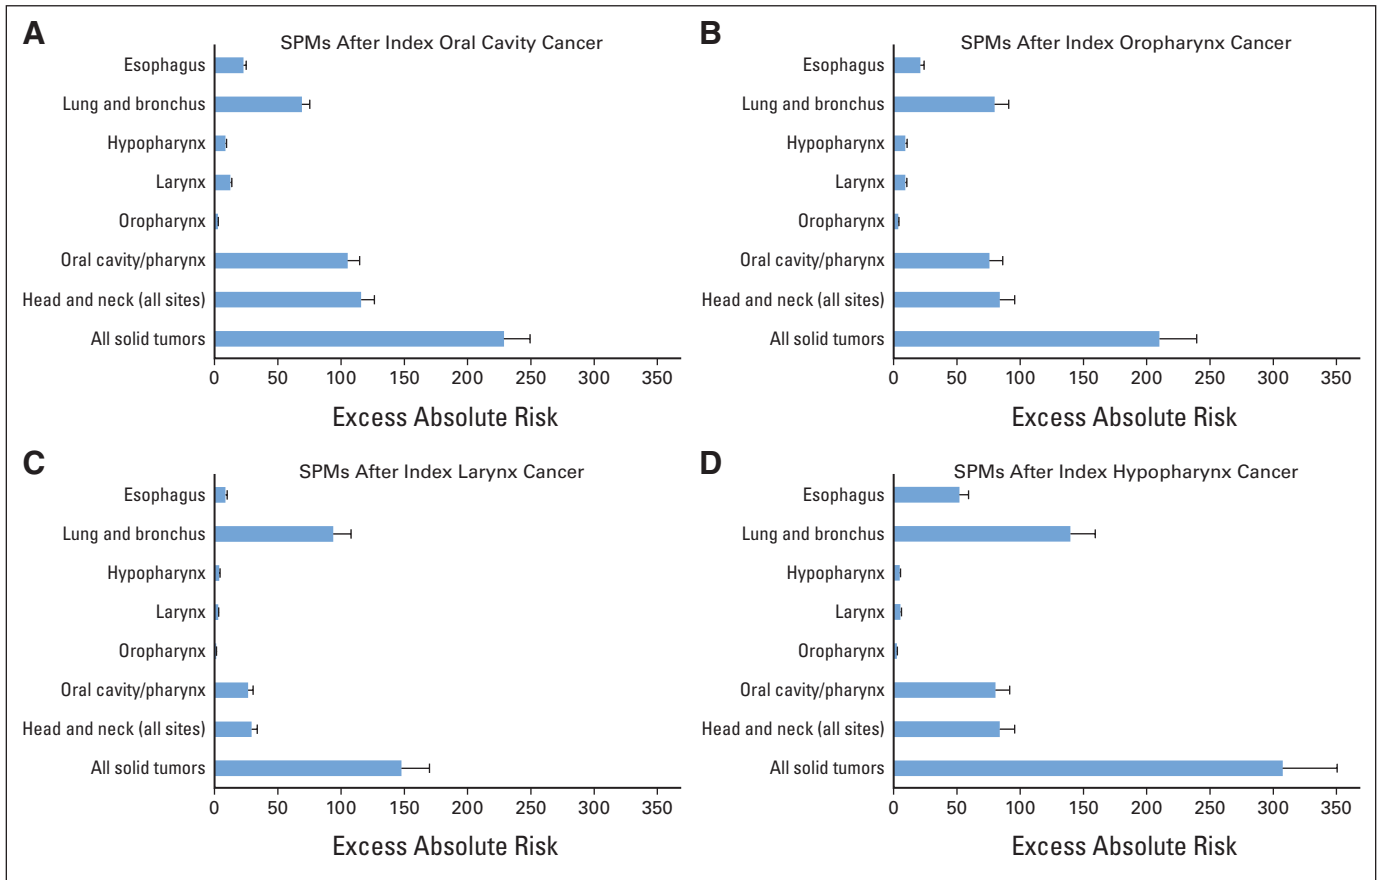 A
SPMs After Index Oral Cavity Cancer
Esophagus
Lung and bronchus
Hypopharynx
Larynx
Oropharynx
Oral cavity/pharynx
Head and neck (all sites)
All solid tumors
0 50 100 150 200 250 300 350
Excess Absolute Risk
B
SPMs After Index Oropharynx Cancer
Esophagus
Lung and bronchus
Hypopharynx
Larynx
Oropharynx
Oral cavity/pharynx
Head and neck (all sites)
All solid tumors
0 50 100 150 200 250 300 350
Excess Absolute Risk
C
SPMs After Index Larynx Cancer
Esophagus
Lung and bronchus
Hypopharynx
Larynx
Oropharynx
Oral cavity/pharynx
Head and neck (all sites)
All solid tumors
0 50 100 150 200 250 300 350
Excess Absolute Risk
D
SPMs After Index Hypopharynx Cancer
Esophagus
Lung and bronchus
Hypopharynx
Larynx
Oropharynx
Oral cavity/pharynx
Head and neck (all sites)
All solid tumors
0 50 100 150 200 250 300 350
Excess Absolute Risk